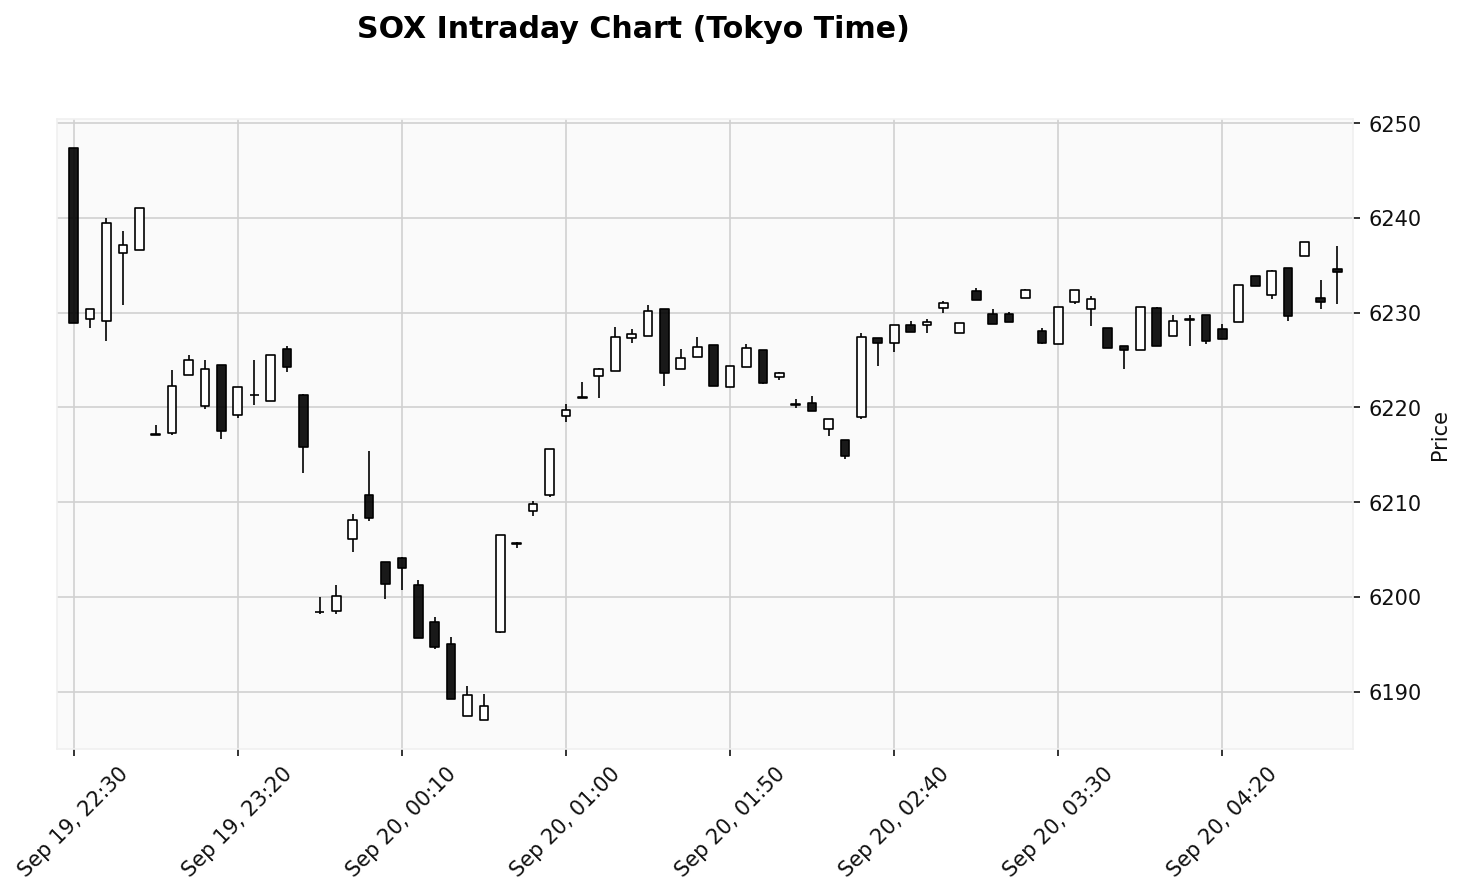 SOX Intraday Chart (Tokyo Time)
6250
6240
6230
6220
6210
6200
6190
Price
Sep 19, 22:30
Sep 19, 23:20
Sep 20, 00:10
Sep 20, 01:00
Sep 20, 01:50
Sep 20, 02:40
Sep 20, 03:30
Sep 20, 04:20